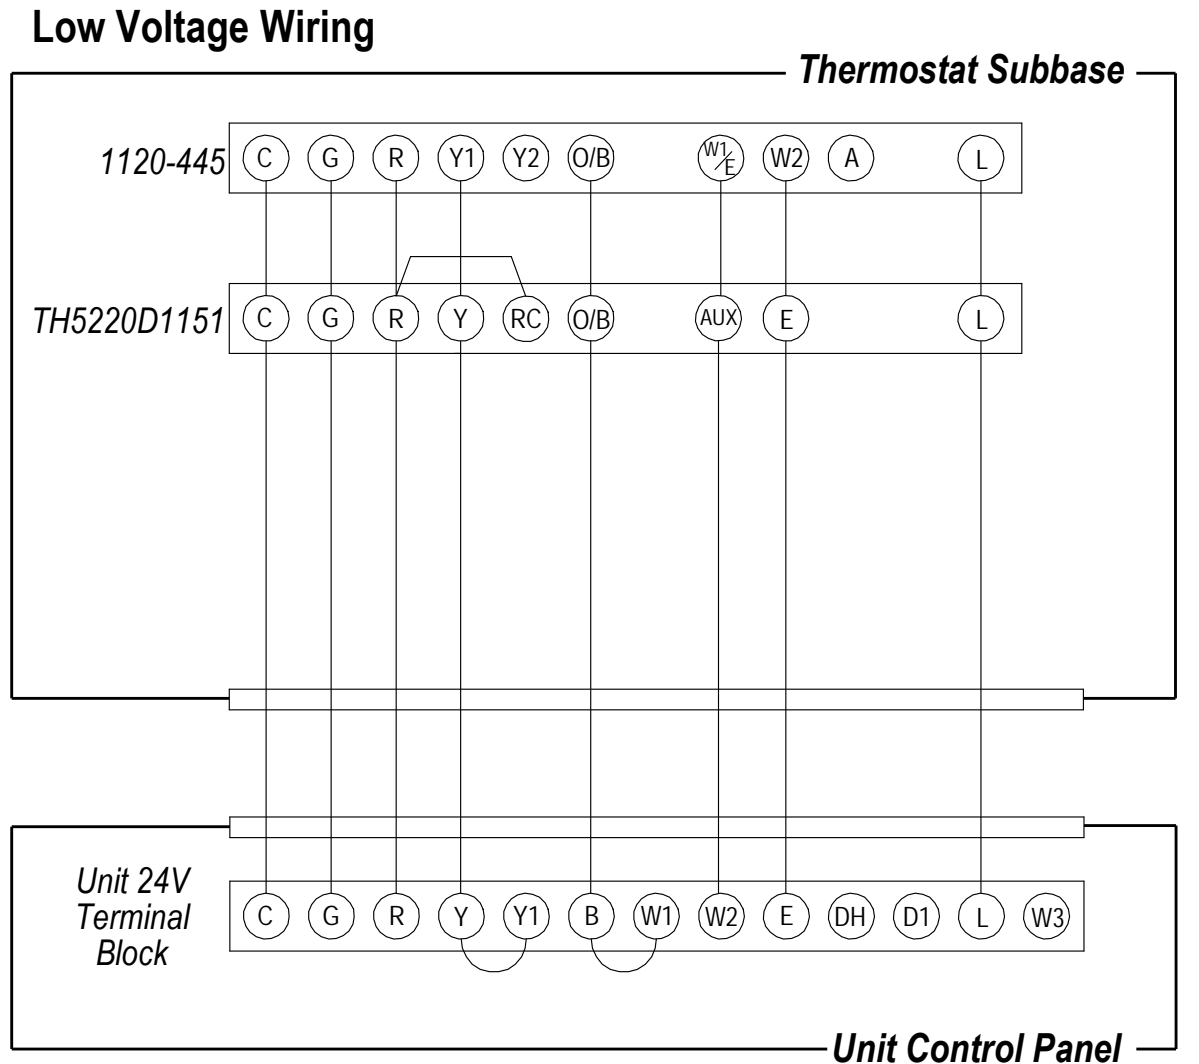 Low Voltage Wiring
Thermostat Subbase
1120-445 C G R Y1 Y2 O/B W1/E W2 A L
TH5220D1151 C G R Y RC O/B AUX E L
Unit 24V
Terminal
Block
C G R Y Y1 B W1 W2 E DH D1 L W3
Unit Control Panel